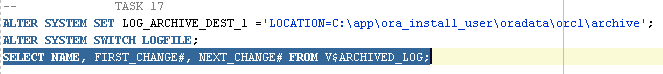 -- TASK 17
ALTER SYSTEM SET LOG_ARCHIVE_DEST_1 ='LOCATION=C:\app\ora_install_user\oradata\orcl\archive';
ALTER SYSTEM SWITCH LOGFILE;
SELECT NAME, FIRST_CHANGE#, NEXT_CHANGE# FROM V$ARCHIVED_LOG;